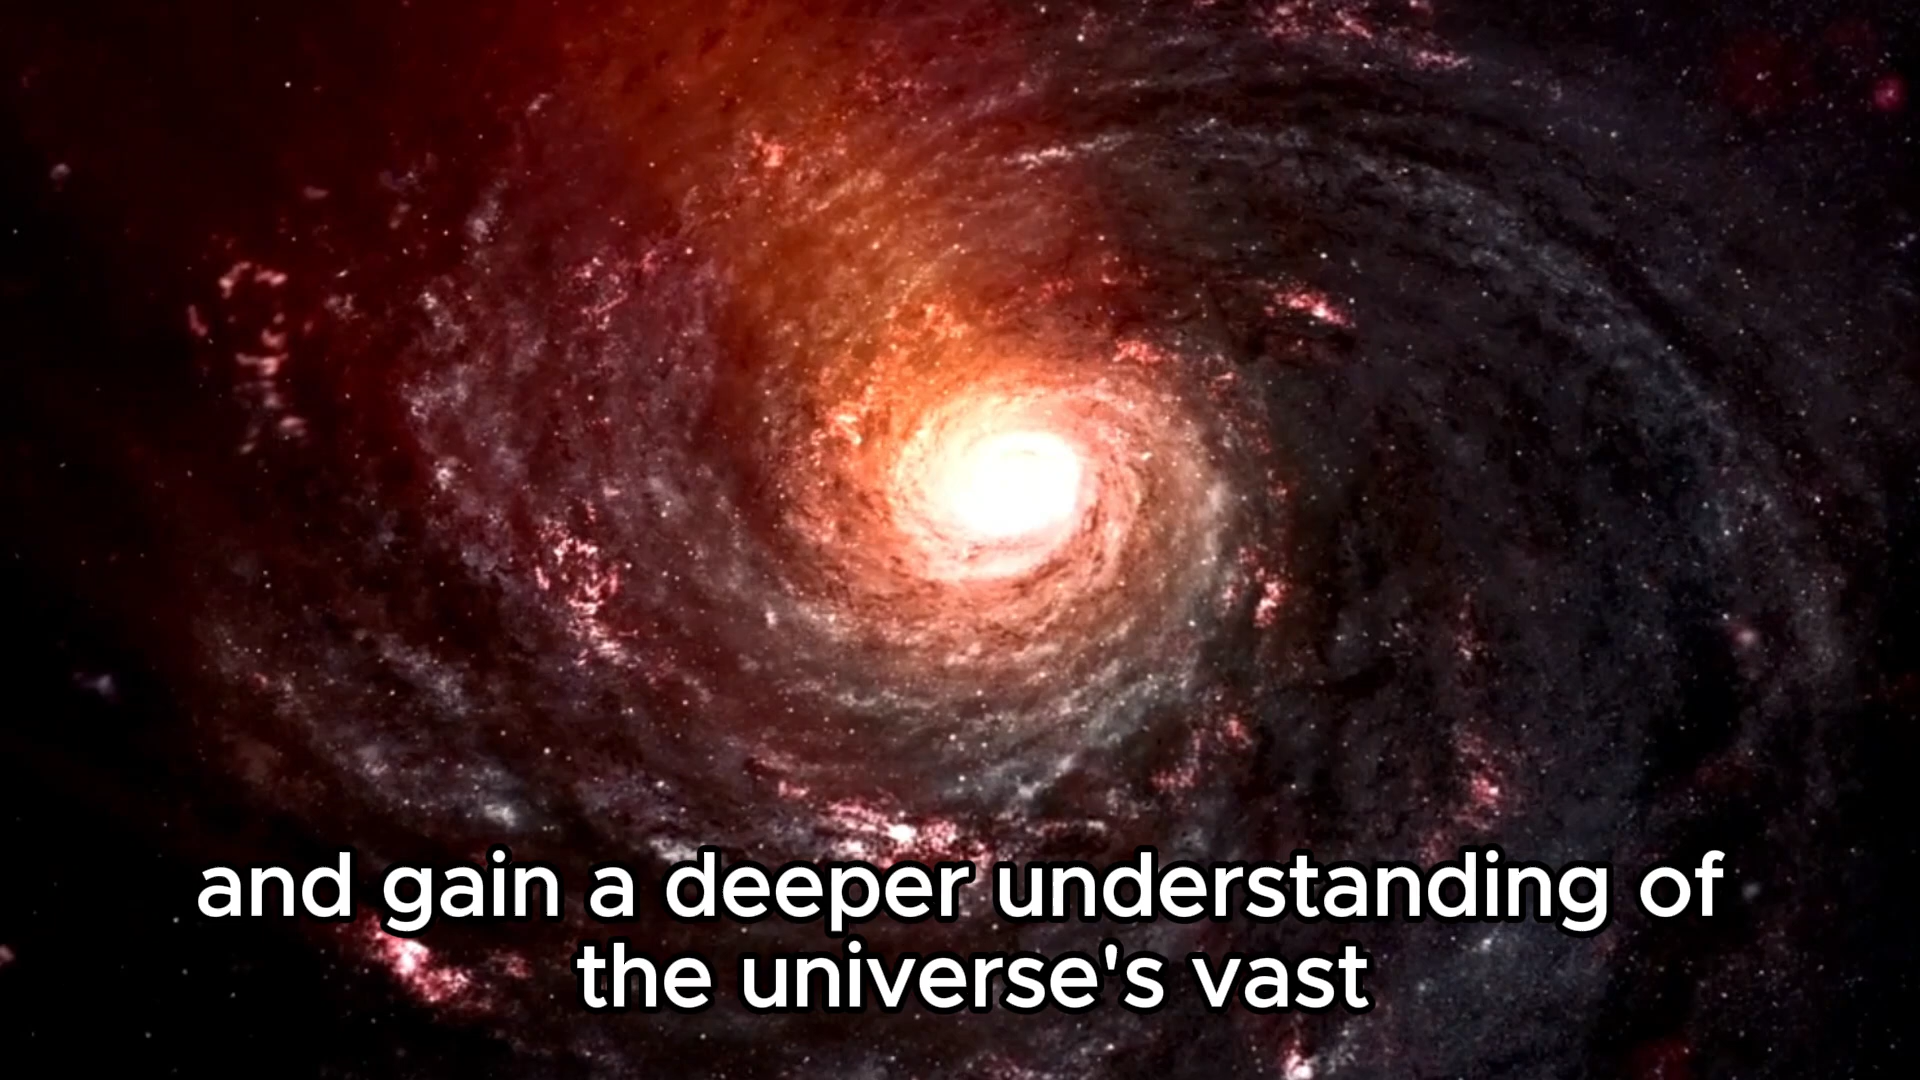 and gain a deeper understanding of
the universe's vast